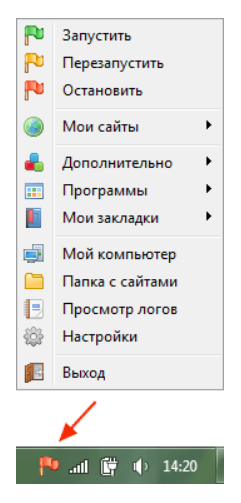 Запустить
Перезапустить
Остановить
Мои сайты
Дополнительно
Программы
Мои закладки
Мой компьютер
Папка с сайтами
Просмотр логов
Настройки
Выход
14:20